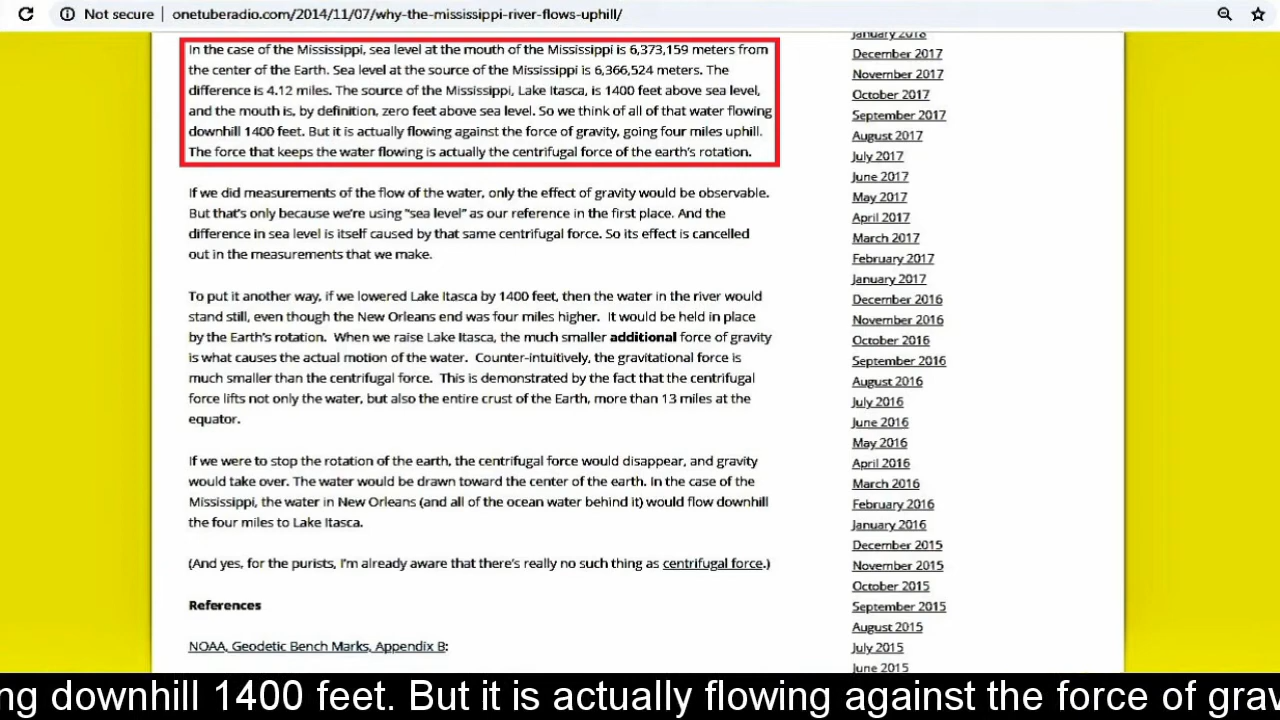 Not secure | onetuberadio.com/2014/11/07/why-the-mississippi-river-flows-uphill/
In the case of the Mississippi, sea level at the mouth of the Mississippi is 6,373,159 meters from
the center of the Earth. Sea level at the source of the Mississippi is 6,366,524 meters. The
difference is 4.12 miles. The source of the Mississippi, Lake Itasca, is 1400 feet above sea level,
and the mouth is, by definition, zero feet above sea level. So we think of all of that water flowing
downhill 1400 feet. But it is actually flowing against the force of gravity, going four miles uphill.
The force that keeps the water flowing is actually the centrifugal force of the earth's rotation.
If we did measurements of the flow of the water, only the effect of gravity would be observable.
But that's only because we're using "sea level" as our reference in the first place. And the
difference in sea level is itself caused by that same centrifugal force. So its effect is cancelled
out in the measurements that we make.
To put it another way, if we lowered Lake Itasca by 1400 feet, then the water in the river would
stand still, even though the New Orleans end was four miles higher. It would be held in place
by the Earth's rotation. When we raise Lake Itasca, the much smaller additional force of gravity
is what causes the actual motion of the water. Counter-intuitively, the gravitational force is
much smaller than the centrifugal force. This is demonstrated by the fact that the centrifugal
force lifts not only the water, but also the entire crust of the Earth, more than 13 miles at the
equator.
If we were to stop the rotation of the earth, the centrifugal force would disappear, and gravity
would take over. The water would be drawn toward the center of the earth. In the case of the
Mississippi, the water in New Orleans (and all of the ocean water behind it) would flow downhill
the four miles to Lake Itasca.
(And yes, for the purists, I'm already aware that there's really no such thing as centrifugal force.)
References
NOAA, Geodetic Bench Marks, Appendix B:
January 2018
December 2017
November 2017
October 2017
September 2017
August 2017
July 2017
June 2017
May 2017
April 2017
March 2017
February 2017
January 2017
December 2016
November 2016
October 2016
September 2016
August 2016
July 2016
June 2016
May 2016
April 2016
March 2016
February 2016
January 2016
December 2015
November 2015
October 2015
September 2015
August 2015
July 2015
June 2015
ng downhill 1400 feet. But it is actually flowing against the force of grav